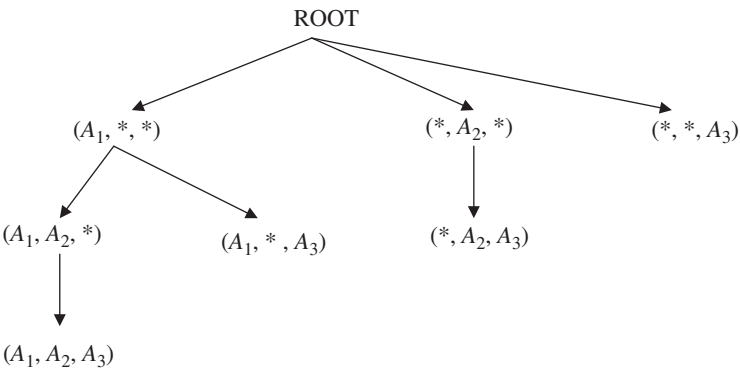 ROOT
(A₁, *, *)
(*, A₂, *)
(*, *, A₃)
(A₁, A₂, *)
(A₁, * , A₃)
(*, A₂, A₃)
(A₁, A₂, A₃)